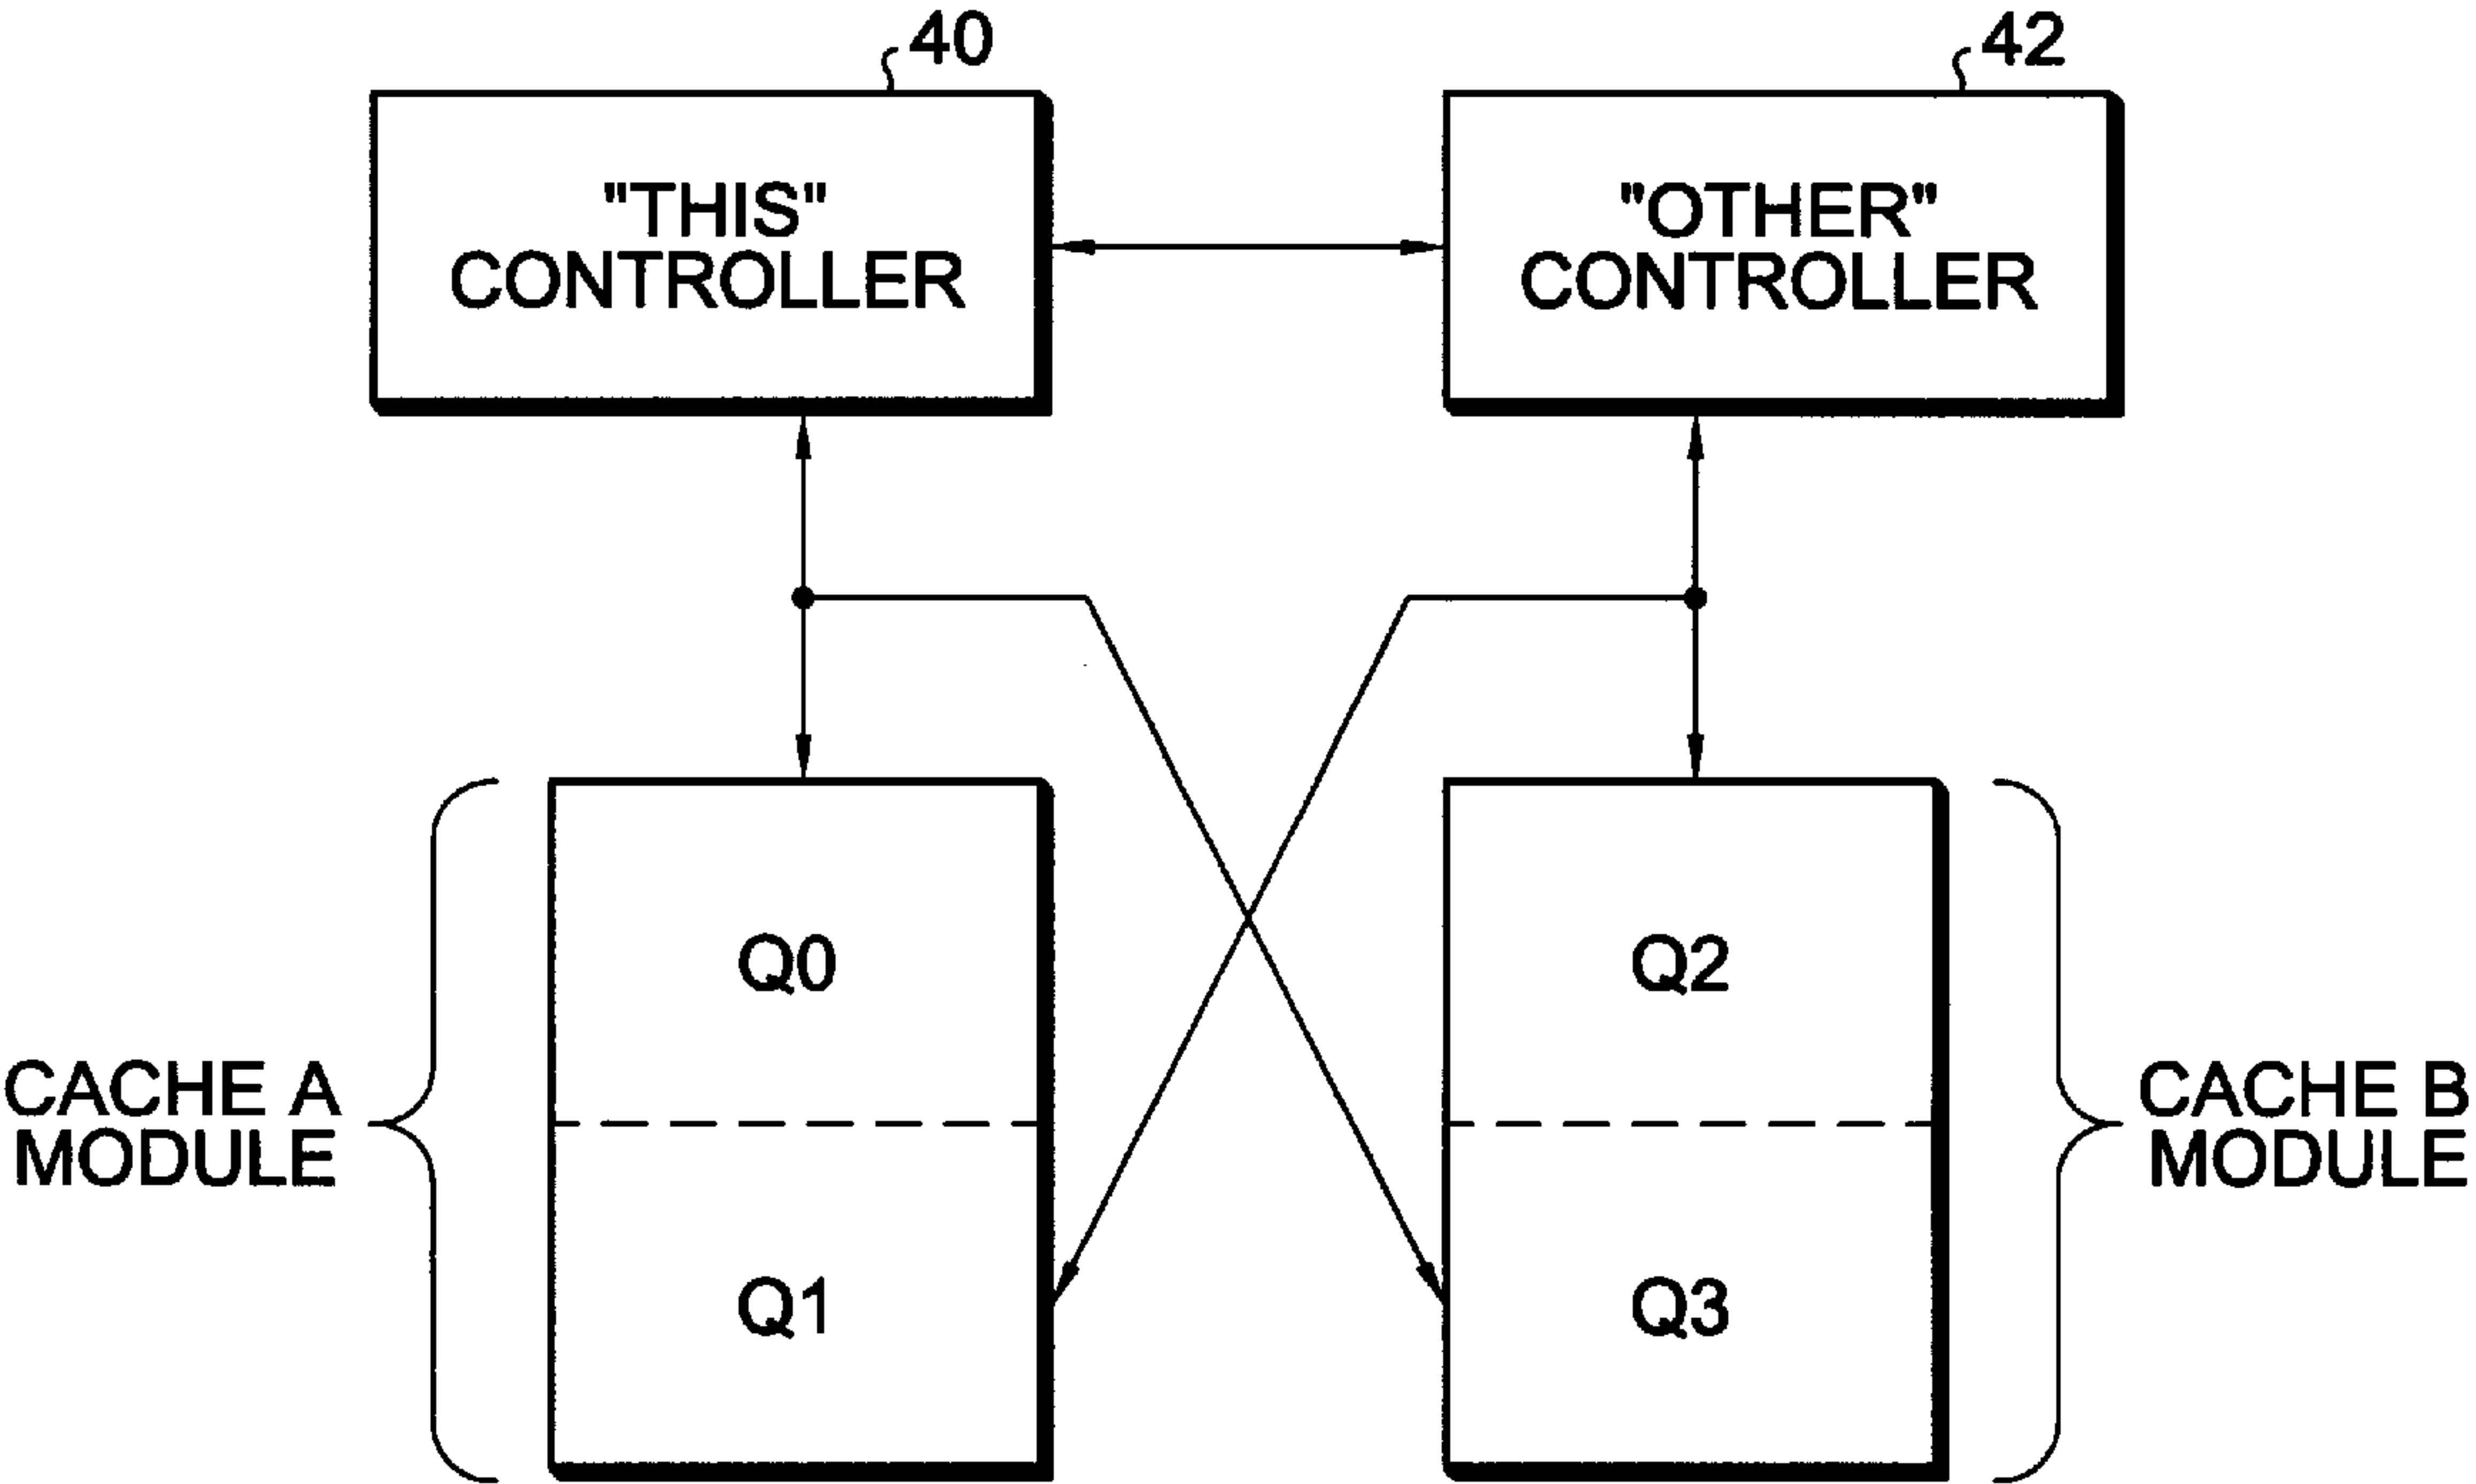 40
42
"THIS"
CONTROLLER
"OTHER"
CONTROLLER
Q0
Q2
CACHE A
MODULE
CACHE B
MODULE
Q1
Q3